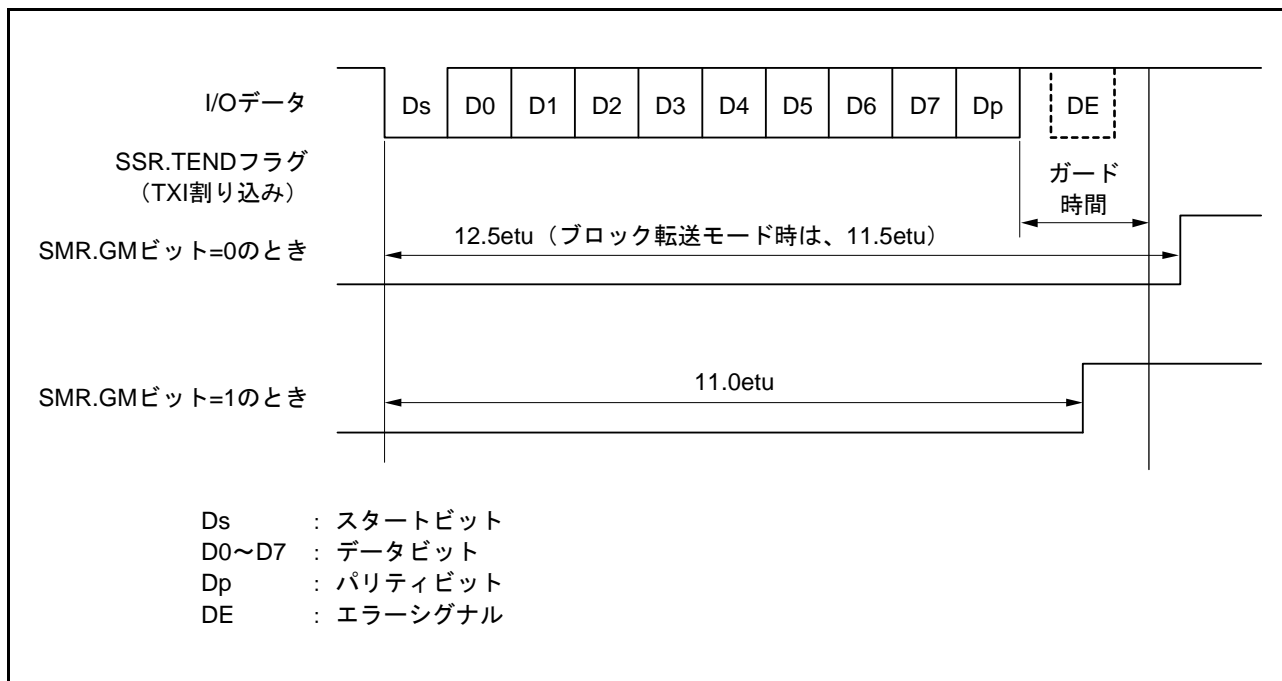 I/Oデータ
Ds D0 D1 D2 D3 D4 D5 D6 D7 Dp DE
SSR.TENDフラグ
（TXI割り込み）
ガード
時間
12.5etu（ブロック転送モード時は、11.5etu）
SMR.GMビット=0のとき
11.0etu
SMR.GMビット=1のとき
Ds : スタートビット
D0～D7 : データビット
Dp : パリティビット
DE : エラーシグナル